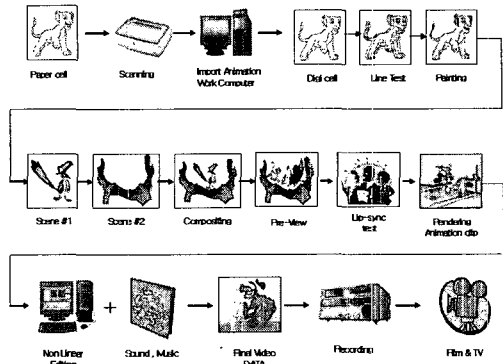 Paper cell
Scanning
Import Animation
Work Computer
Digi cell
Line Test
Painting
Scene #1
Scene #2
Compositing
Pre-View
Lip-sync
test
Rendering
Animation clip
Non Linear
Editing
+
Sound, Music
Final Video
DATA
Recording
Film & TV